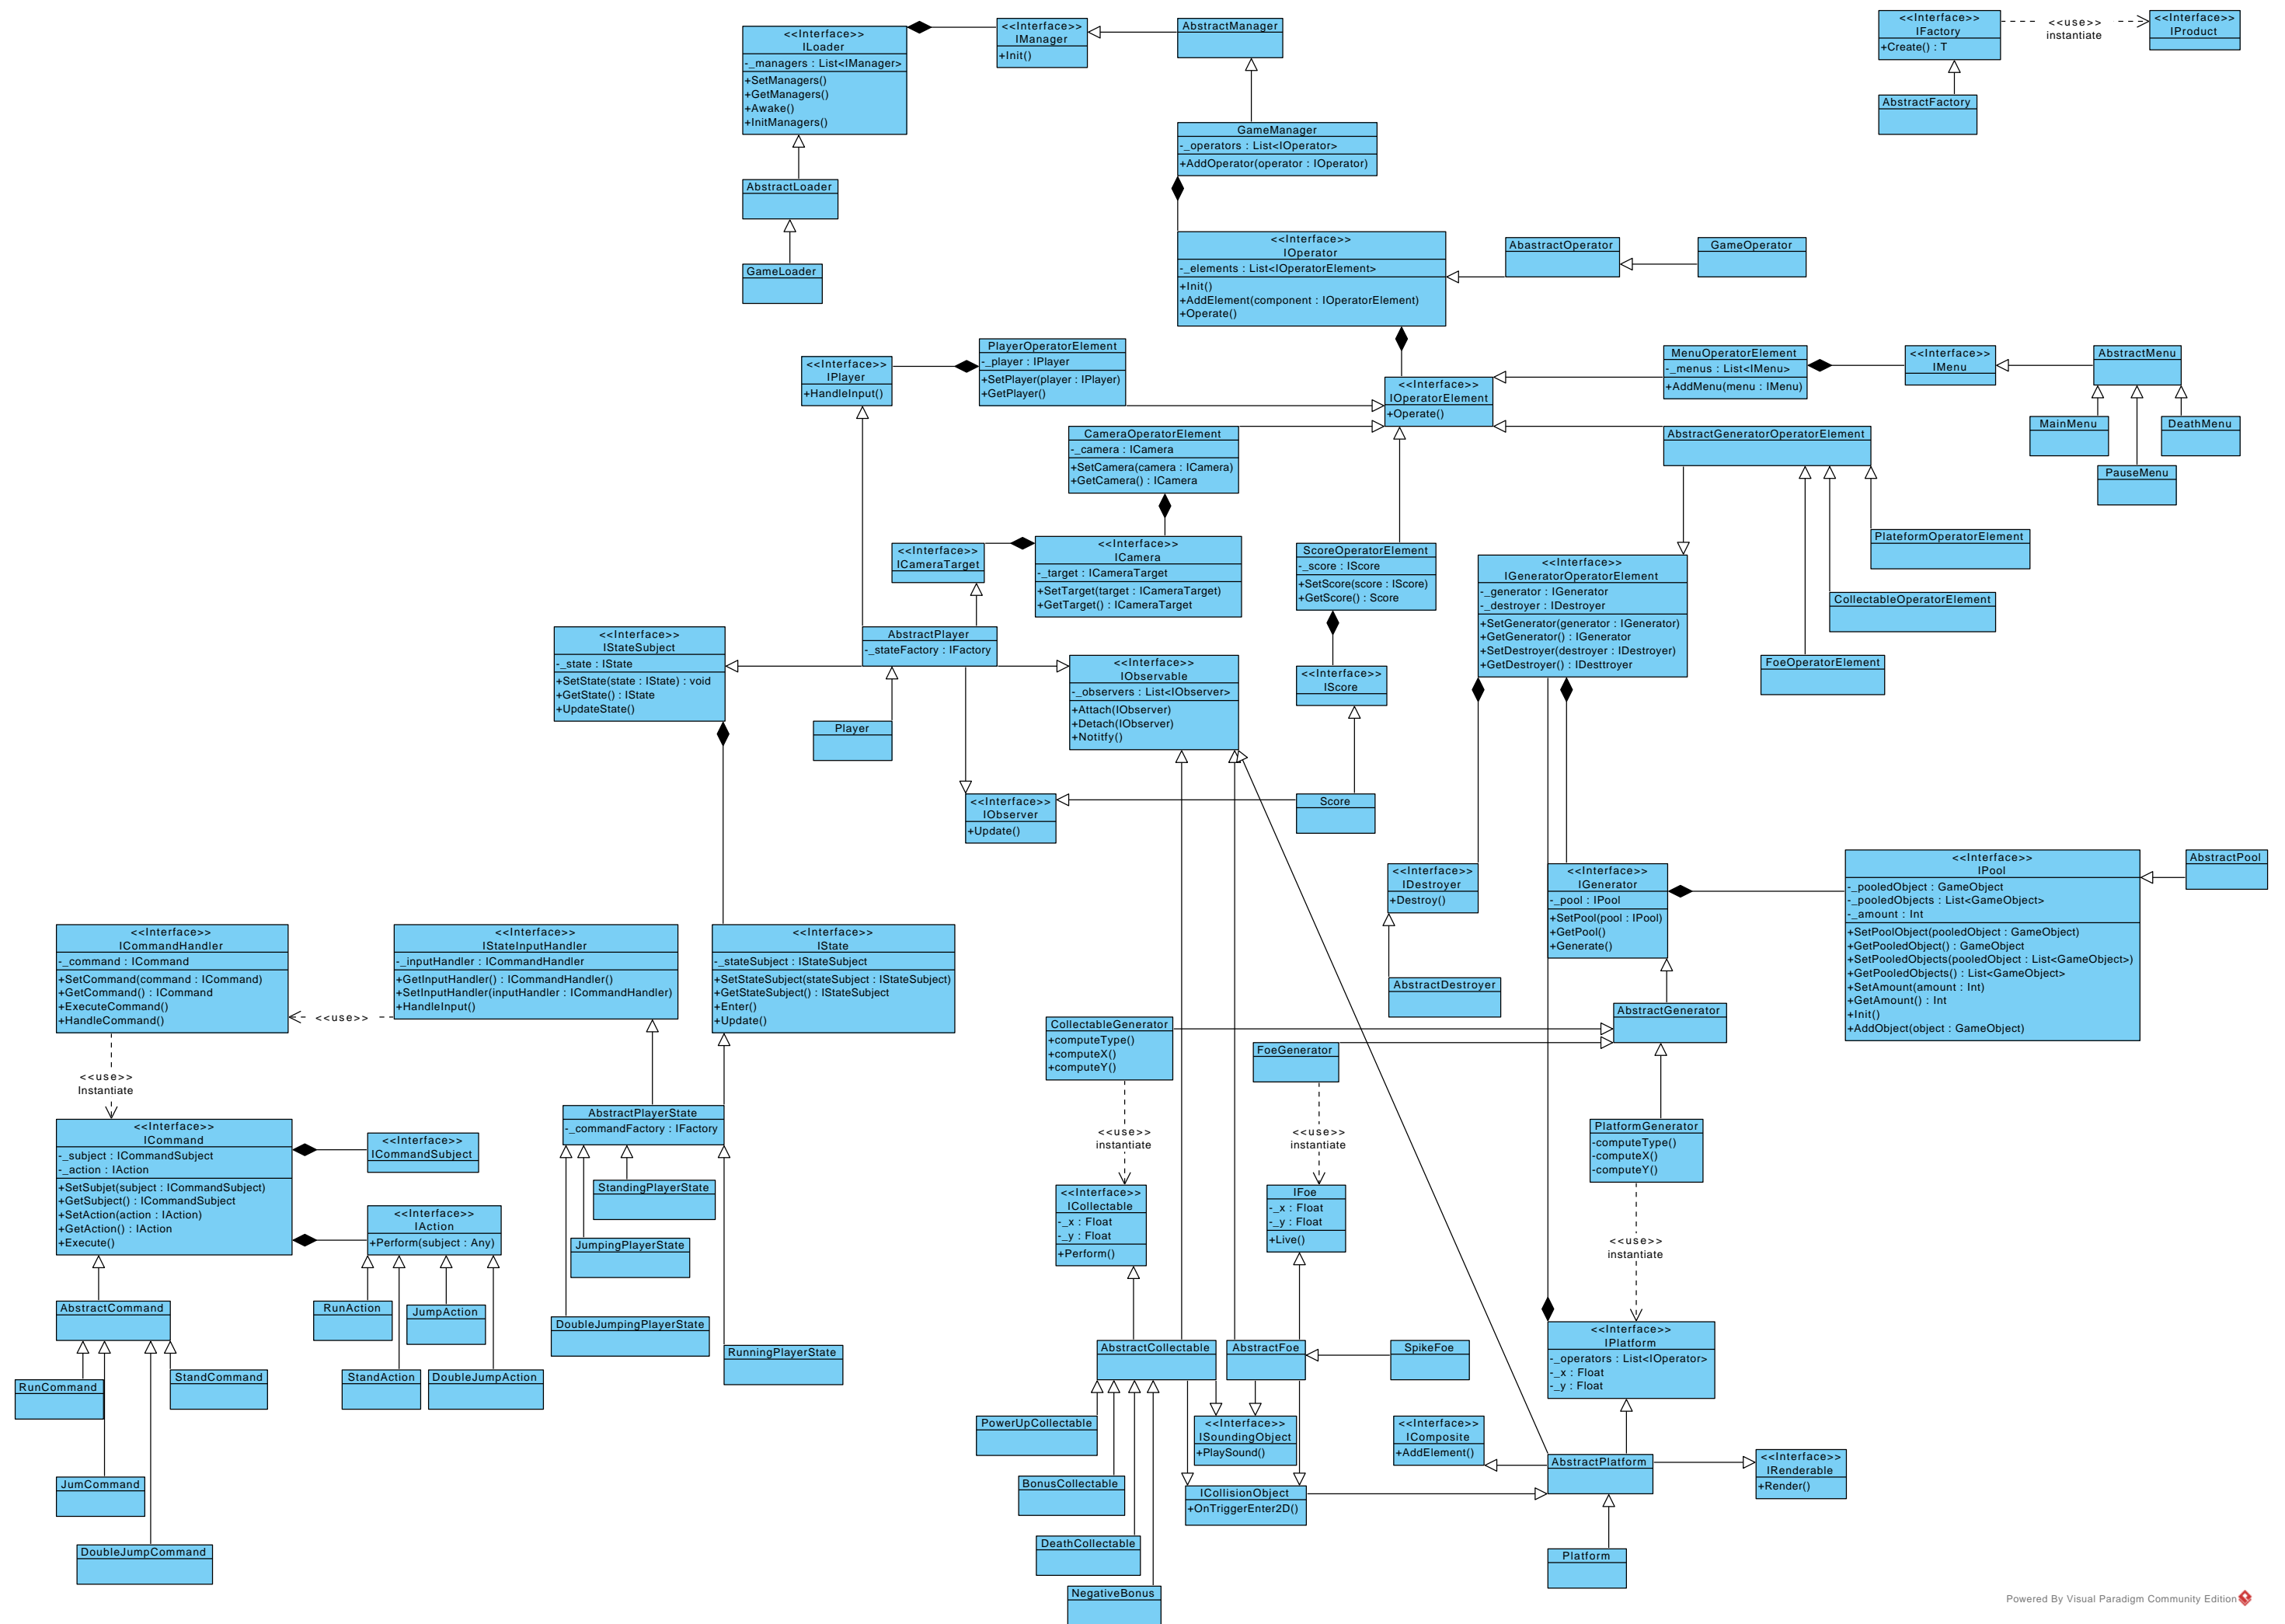 <<Interface>>
ILoader
-_managers : List<IManager>
+SetManagers()
+GetManagers()
+Awake()
+InitManagers()
<<Interface>>
IManager
+Init()
AbstractManager
<<Interface>>
IFactory
+Create() : T
<<use>>
instantiate
<<Interface>>
IProduct
AbstractFactory
GameManager
-_operators : List<IOperator>
+AddOperator(operator : IOperator)
AbstractLoader
GameLoader
<<Interface>>
IOperator
-_elements : List<IOperatorElement>
+Init()
+AddElement(component : IOperatorElement)
+Operate()
AbastractOperator
GameOperator
<<Interface>>
IPlayer
+HandleInput()
PlayerOperatorElement
-_player : IPlayer
+SetPlayer(player : IPlayer)
+GetPlayer()
<<Interface>>
IOperatorElement
+Operate()
MenuOperatorElement
-_menus : List<IMenu>
+AddMenu(menu : IMenu)
<<Interface>>
IMenu
AbstractMenu
MainMenu
DeathMenu
PauseMenu
CameraOperatorElement
-_camera : ICamera
+SetCamera(camera : ICamera)
+GetCamera() : ICamera
AbstractGeneratorOperatorElement
PlateformOperatorElement
CollectableOperatorElement
FoeOperatorElement
<<Interface>>
ICameraTarget
<<Interface>>
ICamera
-_target : ICameraTarget
+SetTarget(target : ICameraTarget)
+GetTarget() : ICameraTarget
ScoreOperatorElement
-_score : IScore
+SetScore(score : IScore)
+GetScore() : Score
<<Interface>>
IGeneratorOperatorElement
-_generator : IGenerator
-_destroyer : IDestroyer
+SetGenerator(generator : IGenerator)
+GetGenerator() : IGenerator
+SetDestroyer(destroyer : IDestroyer)
+GetDestroyer() : IDesttroyer
<<Interface>>
IStateSubject
-_state : IState
+SetState(state : IState) : void
+GetState() : IState
+UpdateState()
AbstractPlayer
-_stateFactory : IFactory
Player
<<Interface>>
IObservable
-_observers : List<IObserver>
+Attach(IObserver)
+Detach(IObserver)
+Notitfy()
<<Interface>>
IScore
<<Interface>>
IObserver
+Update()
Score
<<Interface>>
IDestroyer
+Destroy()
AbstractDestroyer
<<Interface>>
IGenerator
-_pool : IPool
+SetPool(pool : IPool)
+GetPool()
+Generate()
<<Interface>>
IPool
-_pooledObject : GameObject
-_pooledObjects : List<GameObject>
-_amount : Int
+SetPoolObject(pooledObject : GameObject)
+GetPooledObject() : GameObject
+SetPooledObjects(pooledObject : List<GameObject>)
+GetPooledObjects() : List<GameObject>
+SetAmount(amount : Int)
+GetAmount() : Int
+Init()
+AddObject(object : GameObject)
AbstractPool
<<Interface>>
ICommandHandler
-_command : ICommand
+SetCommand(command : ICommand)
+GetCommand() : ICommand
+ExecuteCommand()
+HandleCommand()
<<use>>
<<Interface>>
IStateInputHandler
-_inputHandler : ICommandHandler
+GetInputHandler() : ICommandHandler()
+SetInputHandler(inputHandler : ICommandHandler)
+HandleInput()
<<Interface>>
IState
-_stateSubject : IStateSubject
+SetStateSubject(stateSubject : IStateSubject)
+GetStateSubject() : IStateSubject
+Enter()
+Update()
<<use>>
Instantiate
<<Interface>>
ICommand
-_subject : ICommandSubject
-_action : IAction
+SetSubjet(subject : ICommandSubject)
+GetSubject() : ICommandSubject
+SetAction(action : IAction)
+GetAction() : IAction
+Execute()
<<Interface>>
ICommandSubject
<<Interface>>
IAction
+Perform(subject : Any)
AbstractCommand
RunCommand
StandCommand
JumCommand
DoubleJumpCommand
RunAction
JumpAction
StandAction
DoubleJumpAction
AbstractPlayerState
-_commandFactory : IFactory
StandingPlayerState
JumpingPlayerState
DoubleJumpingPlayerState
RunningPlayerState
CollectableGenerator
+computeType()
+computeX()
+computeY()
FoeGenerator
AbstractGenerator
PlatformGenerator
-computeType()
-computeX()
-computeY()
<<use>>
instantiate
<<use>>
instantiate
<<use>>
instantiate
<<Interface>>
ICollectable
-_x : Float
-_y : Float
+Perform()
IFoe
-_x : Float
-_y : Float
+Live()
<<Interface>>
IPlatform
-_operators : List<IOperator>
-_x : Float
-_y : Float
AbstractCollectable
AbstractFoe
SpikeFoe
PowerUpCollectable
BonusCollectable
DeathCollectable
NegativeBonus
<<Interface>>
ISoundingObject
+PlaySound()
ICollisionObject
+OnTriggerEnter2D()
<<Interface>>
IComposite
+AddElement()
AbstractPlatform
<<Interface>>
IRenderable
+Render()
Platform
Powered By Visual Paradigm Community Edition